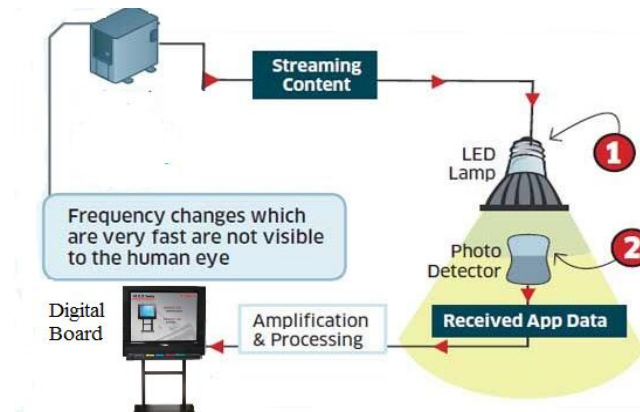 Streaming
Content
1
LED
Lamp
Frequency changes which
are very fast are not visible
to the human eye
2
Photo
Detector
Digital
Board
Amplification
& Processing
Received App Data